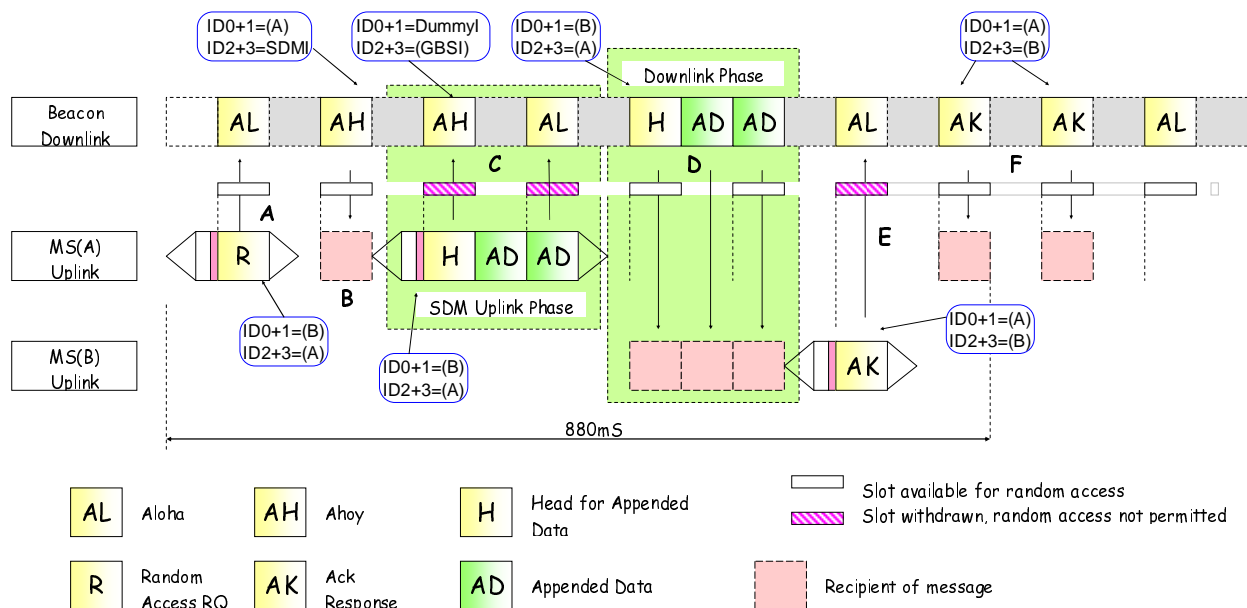 ID0+1=(A)
ID2+3=SDMI
ID0+1=DummyI
ID2+3=(GBSI)
ID0+1=(B)
ID2+3=(A)
ID0+1=(A)
ID2+3=(B)
Downlink Phase
Beacon
Downlink
AL
AH
AH
AL
H
AD
AD
AL
AK
AK
AL
C
D
F
A
E
MS(A)
Uplink
R
H
AD
AD
B
SDM Uplink Phase
ID0+1=(B)
ID2+3=(A)
ID0+1=(B)
ID2+3=(A)
ID0+1=(A)
ID2+3=(B)
MS(B)
Uplink
AK
880mS
AL
Aloha
AH
Ahoy
H
Head for Appended
Data
Slot available for random access
Slot withdrawn, random access not permitted
R
Random
Access RQ
AK
Ack
Response
AD
Appended Data
Recipient of message